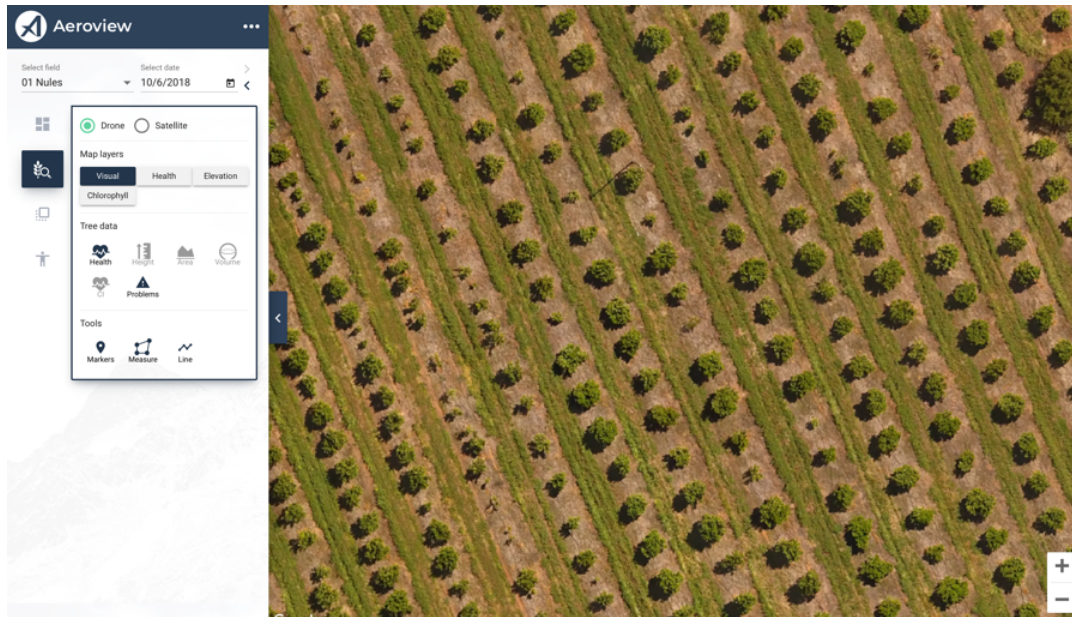 Aeroview
Select field
Select date
01 Nules
10/6/2018
Drone
Satellite
Map layers
Visual
Health
Elevation
Chlorophyll
Tree data
Health
Height
Area
Volume
CI
Problems
Tools
Markers
Measure
Line